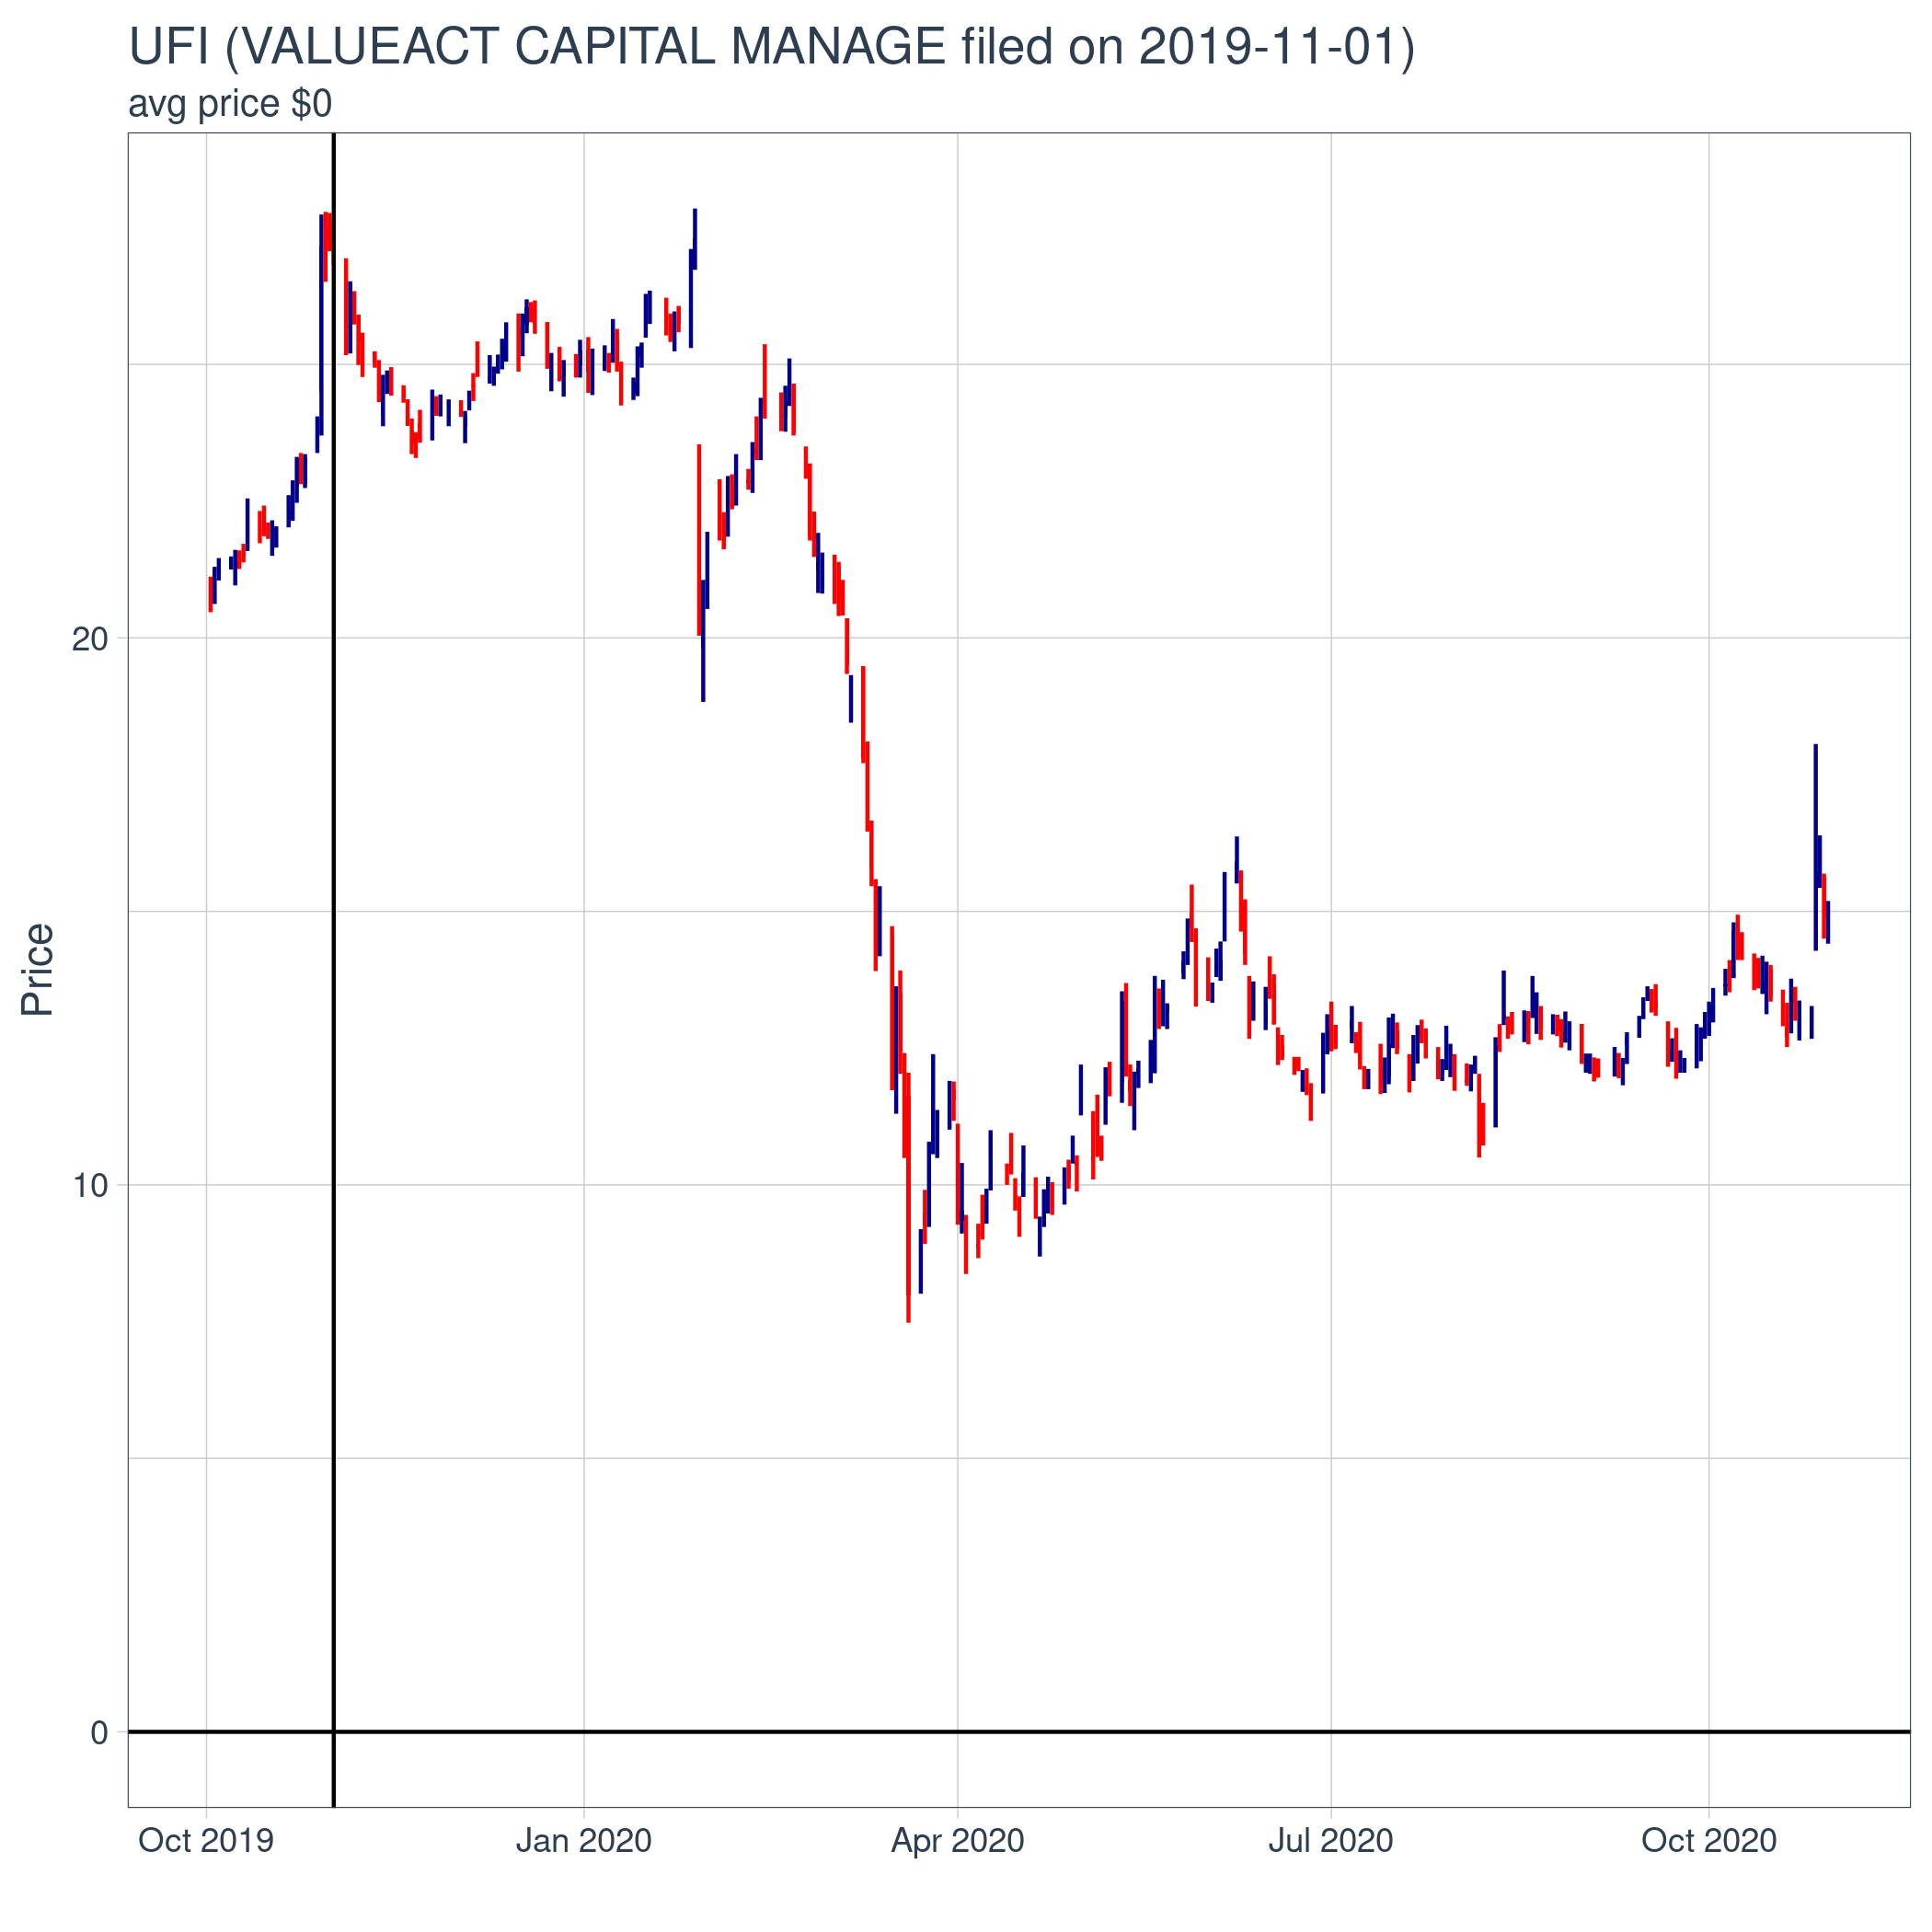 UFI (VALUEACT CAPITAL MANAGE filed on 2019-11-01)
avg price $0
Price
20
10
0
Oct 2019 Jan 2020 Apr 2020 Jul 2020 Oct 2020